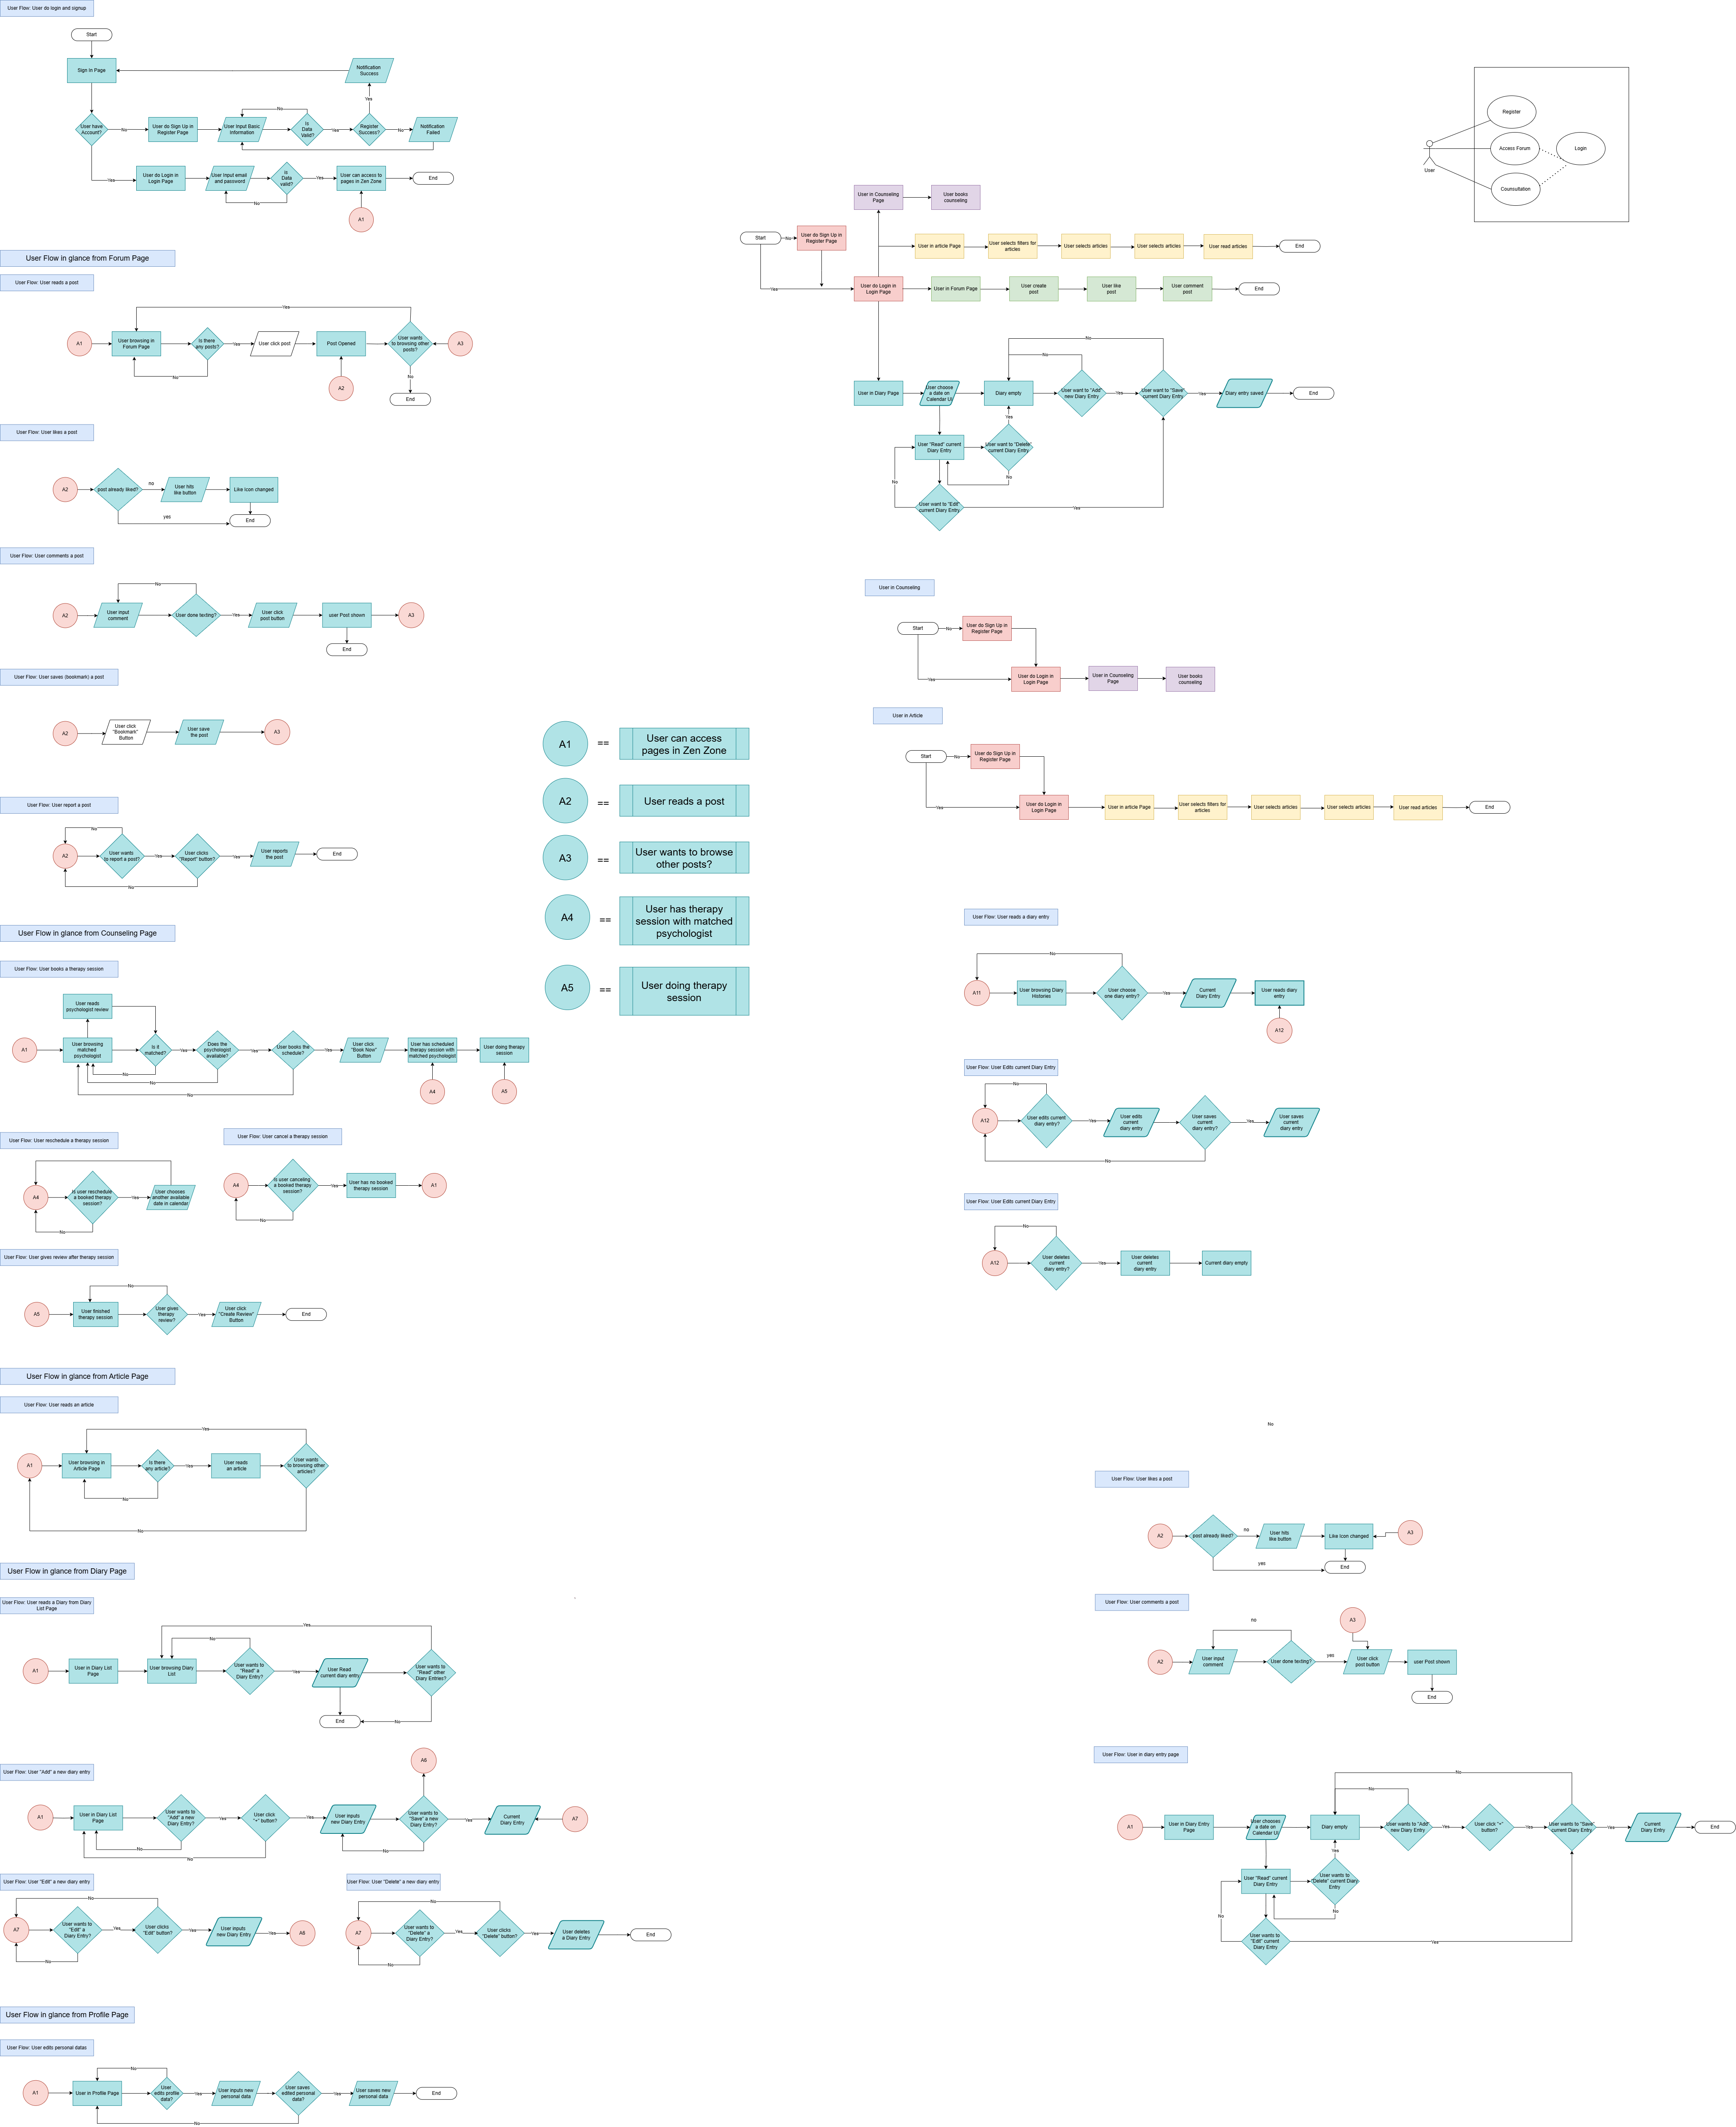 User Flow: User do login and signup
Start
Sign In Page
Notification
Success
Yes
No
User have
Account?
No
User do Sign Up in
Register Page
User Input Basic
Information
Is
Data
Valid?
Yes
Register
Success?
No
Notification
Failed
Yes
User do Login in
Login Page
User Input email
and password
Is
Data
valid?
Yes
User can access to
pages in Zen Zone
End
No
A1
User Flow in glance from Forum Page
User Flow: User reads a post
Yes
A1
User browsing in
Forum Page
Is there
any posts?
Yes
User click post
Post Opened
User wants
to browsing other
posts?
A3
No
No
A2
End
User Flow: User likes a post
A2
post already liked?
no
User hits
like button
Like Icon changed
yes
End
User Flow: User comments a post
No
A2
User input
comment
User done texting?
Yes
User click
post button
user Post shown
A3
End
User Flow: User saves (bookmark) a post
A2
User click
"Bookmark"
Button
User save
the post
A3
User Flow: User report a post
No
A2
User wants
to report a post?
Yes
User clicks
"Report" button?
Yes
User reports
the post
End
No
User Flow in glance from Counseling Page
User Flow: User books a therapy session
User reads
psychologist review
A1
User browsing
matched
psychologist
Is it
matched?
Yes
Does the
psychologist
available?
Yes
User books the
schedule?
Yes
User click
"Book Now"
Button
User has scheduled
therapy session with
matched psychologist
User doing therapy
session
No
No
No
A4
A5
User Flow: User reschedule a therapy session
A4
Is user reschedule
a booked therapy
session?
Yes
User chooses
another available
date in calendar
No
User Flow: User cancel a therapy session
A4
Is user canceling
a booked therapy
session?
Yes
User has no booked
therapy session
A1
No
User Flow: User gives review after therapy session
No
A5
User finished
therapy session
User gives
therapy
review?
Yes
User click
"Create Review"
Button
End
User Flow in glance from Article Page
User Flow: User reads an article
Yes
A1
User browsing in
Article Page
Is there
any article?
Yes
User reads
an article
User wants
to browsing other
articles?
No
No
User Flow in glance from Diary Page
User Flow: User reads a Diary from Diary
List Page
Yes
No
A1
User in Diary List
Page
User browsing Diary
List
User wants to
"Read" a
Diary Entry?
Yes
User Read
current diary entry
User wants to
"Read" other
Diary Entries?
End
No
User Flow: User "Add" a new diary entry
A6
A1
User in Diary List
Page
User wants to
"Add" a new
Diary Entry?
Yes
User click
"+" button?
Yes
User inputs
new Diary Entry
User wants to
"Save" a new
Diary Entry?
Yes
Current
Diary Entry
A7
No
No
No
User Flow: User "Edit" a new diary entry
No
A7
User wants to
"Edit" a
Diary Entry?
Yes
User clicks
"Edit" button?
Yes
User inputs
new Diary Entry
Yes
A6
No
User Flow: User "Delete" a new diary entry
No
A7
User wants to
"Delete" a
Diary Entry?
Yes
User clicks
"Delete" button?
Yes
User deletes
a Diary Entry
End
No
User Flow in glance from Profile Page
User Flow: User edits personal datas
No
A1
User in Profile Page
User
edits profile
data?
Yes
User inputs new
personal data
User saves
edited personal
data?
Yes
User saves new
personal data
End
No
A1
==
User can access
pages in Zen Zone
A2
==
User reads a post
A3
==
User wants to browse
other posts?
A4
==
User has therapy
session with matched
psychologist
A5
==
User doing therapy
session
User in Counseling
Page
User books
counseling
Start
No
User do Sign Up in
Register Page
User in article Page
User selects filters for
articles
User selects articles
User selects articles
User read articles
End
Yes
User do Login in
Login Page
User in Forum Page
User create
post
User like
post
User comment
post
End
No
No
User in Diary Page
User choose
a date on
Calendar UI
Diary empty
User want to "Add"
new Diary Entry
Yes
User want to "Save"
current Diary Entry
Yes
Diary entry saved
End
Yes
User "Read" current
Diary Entry
User want to "Delete"
current Diary Entry
No
No
User want to "Edit"
current Diary Entry
Yes
Register
Access Forum
Login
User
Counsultation
User in Counseling
Start
No
User do Sign Up in
Register Page
Yes
User do Login in
Login Page
User in Counseling
Page
User books
counseling
User in Article
Start
No
User do Sign Up in
Register Page
Yes
User do Login in
Login Page
User in article Page
User selects filters for
articles
User selects articles
User selects articles
User read articles
End
User Flow: User reads a diary entry
No
A11
User browsing Diary
Histories
User choose
one diary entry?
Yes
Current
Diary Entry
User reads diary
entry
A12
User Flow: User Edits current Diary Entry
No
A12
User edits current
diary entry?
Yes
User edits
current
diary entry
User saves
current
diary entry?
Yes
User saves
current
diary entry
No
User Flow: User Edits current Diary Entry
No
A12
User deletes
current
diary entry?
Yes
User deletes
current
diary entry
Current diary empty
No
User Flow: User likes a post
A2
post already liked?
no
User hits
like button
Like Icon changed
A3
yes
End
User Flow: User comments a post
A3
no
A2
User input
comment
User done texting?
yes
User click
post button
user Post shown
End
User Flow: User in diary entry page
No
No
A1
User in Diary Entry
Page
User chooses
a date on
Calendar UI
Diary empty
User wants to "Add"
new Diary Entry
Yes
User click "+"
button?
Yes
User wants to "Save"
current Diary Entry
Yes
Current
Diary Entry
End
Yes
User "Read" current
Diary Entry
User wants to
"Delete" current Diary
Entry
No
No
User wants to
"Edit" current
Diary Entry
Yes